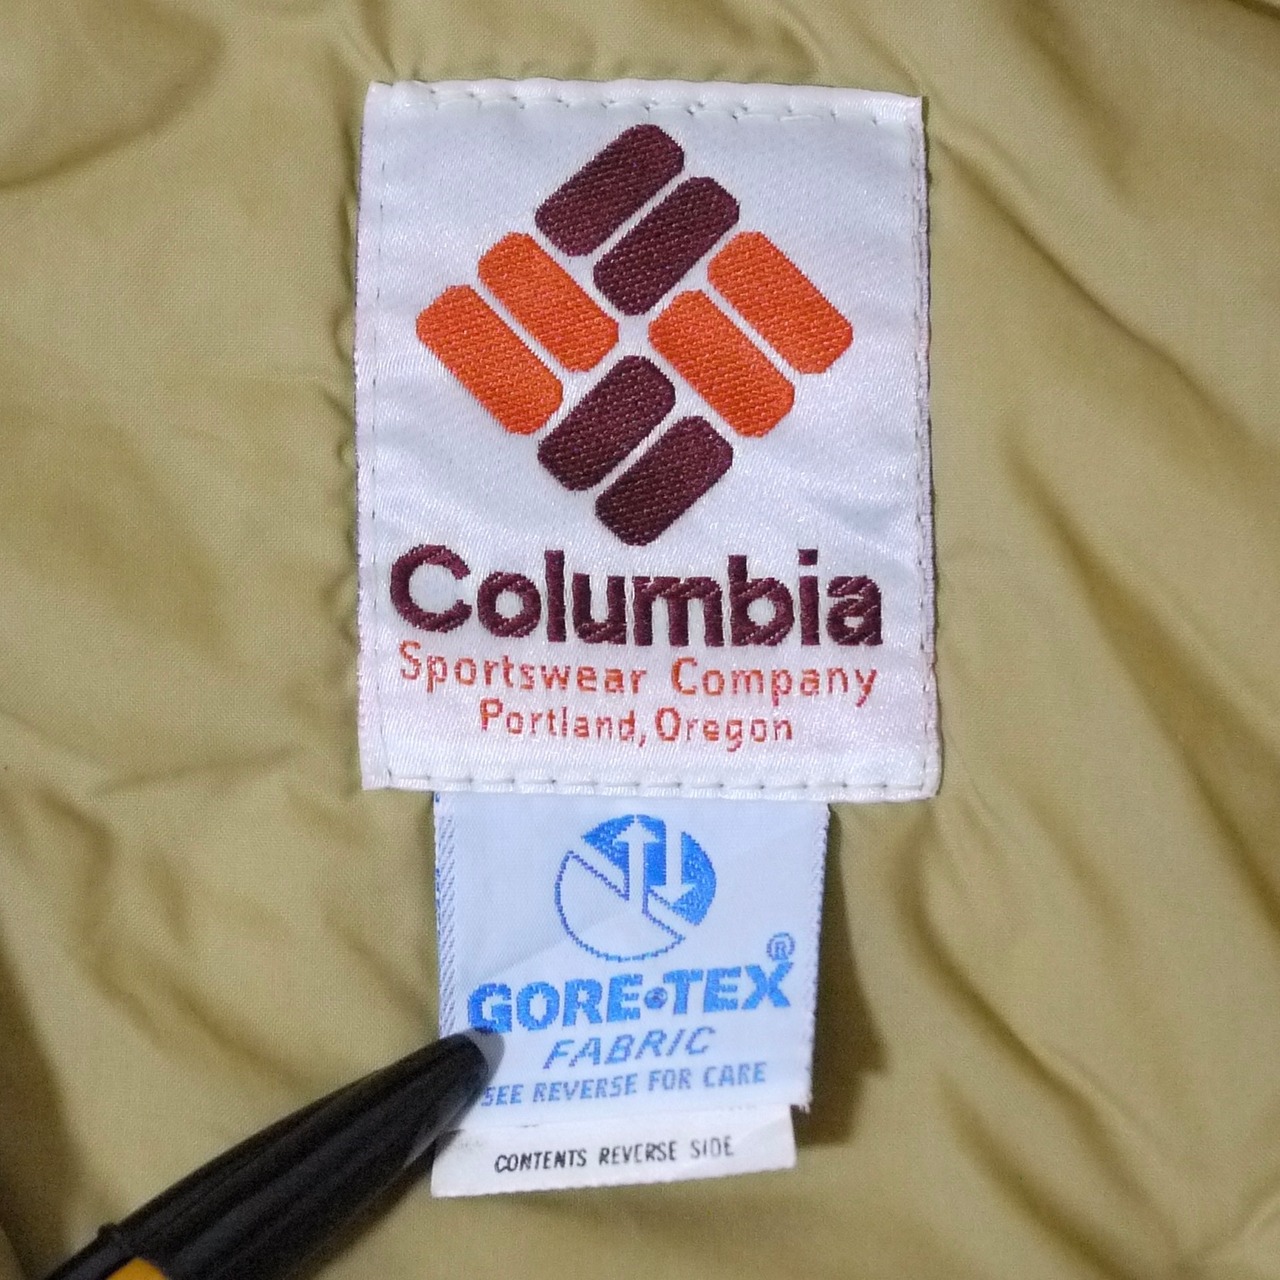 Columbia
Sportswear Company
Portland, Oregon
GORE-TEX®
FABRIC
SEE REVERSE FOR CARE
CONTENTS REVERSE SIDE